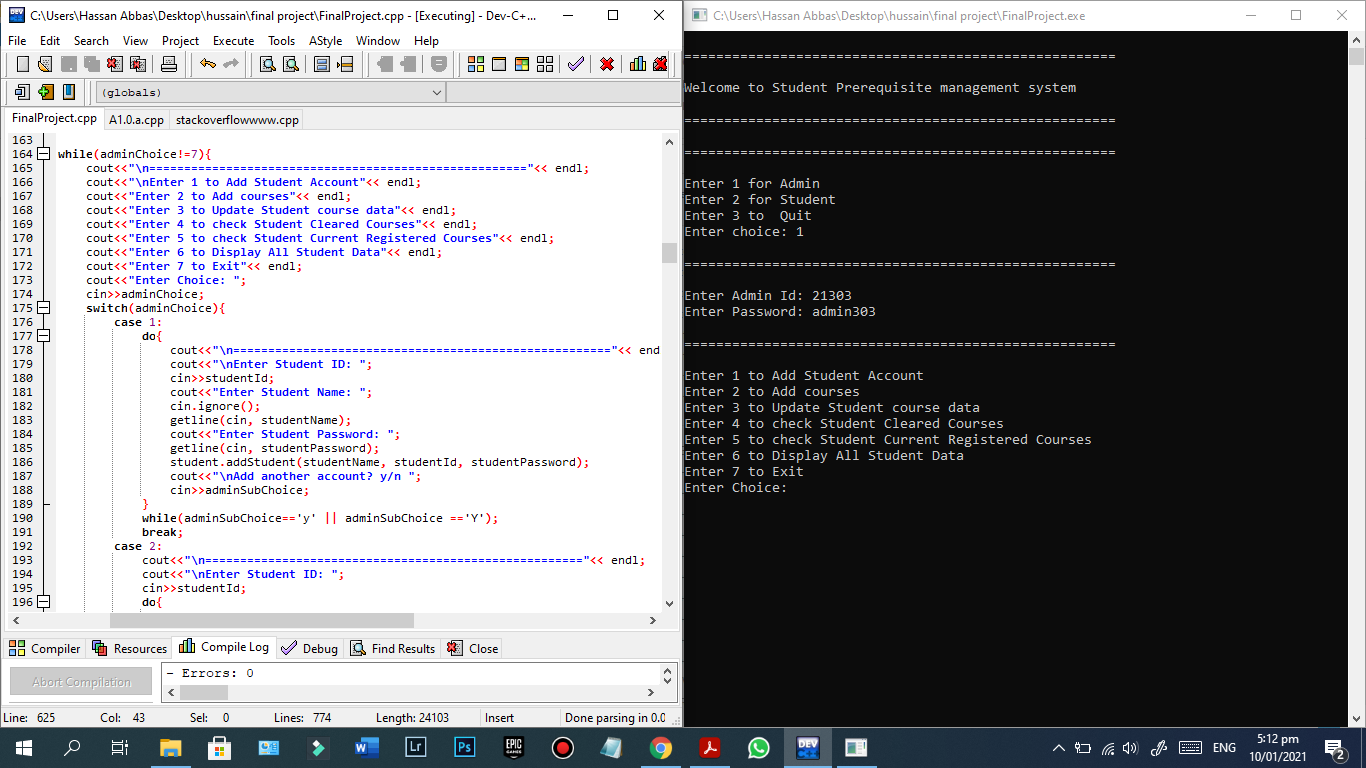 C:\Users\Hassan Abbas\Desktop\hussain\final project\FinalProject.cpp - [Executing] - Dev-C+...
File Edit Search View Project Execute Tools AStyle Window Help
(globals)
FinalProject.cpp A1.0.a.cpp stackoverflowwww.cpp
163
164 while(adminChoice!=7){
165 cout<<"\n======================================================"<< endl;
166 cout<<"\nEnter 1 to Add Student Account"<< endl;
167 cout<<"Enter 2 to Add courses"<< endl;
168 cout<<"Enter 3 to Update Student course data"<< endl;
169 cout<<"Enter 4 to check Student Cleared Courses"<< endl;
170 cout<<"Enter 5 to check Student Current Registered Courses"<< endl;
171 cout<<"Enter 6 to Display All Student Data"<< endl;
172 cout<<"Enter 7 to Exit"<< endl;
173 cout<<"Enter Choice: ";
174 cin>>adminChoice;
175 switch(adminChoice){
176 case 1:
177 do{
178 cout<<"\n======================================================"<< end
179 cout<<"\nEnter Student ID: ";
180 cin>>studentId;
181 cout<<"Enter Student Name: ";
182 cin.ignore();
183 getline(cin, studentName);
184 cout<<"Enter Student Password: ";
185 getline(cin, studentPassword);
186 student.addStudent(studentName, studentId, studentPassword);
187 cout<<"\nAdd another account? y/n ";
188 cin>>adminSubChoice;
189 }
190 while(adminSubChoice=='y' || adminSubChoice =='Y');
191 break;
192 case 2:
193 cout<<"\n======================================================"<< endl;
194 cout<<"\nEnter Student ID: ";
195 cin>>studentId;
196 do{
Compiler Resources Compile Log Debug Find Results Close
Abort Compilation
- Errors: 0
Line: 625 Col: 43 Sel: 0 Lines: 774 Length: 24103 Insert Done parsing in 0.0
C:\Users\Hassan Abbas\Desktop\hussain\final project\FinalProject.exe
======================================================
Welcome to Student Prerequisite management system
======================================================
======================================================
Enter 1 for Admin
Enter 2 for Student
Enter 3 to  Quit
Enter choice: 1
======================================================
Enter Admin Id: 21303
Enter Password: admin303
======================================================
Enter 1 to Add Student Account
Enter 2 to Add courses
Enter 3 to Update Student course data
Enter 4 to check Student Cleared Courses
Enter 5 to check Student Current Registered Courses
Enter 6 to Display All Student Data
Enter 7 to Exit
Enter Choice:
Lr Ps EPIC GAMES DEV
ENG
5:12 pm
10/01/2021
2